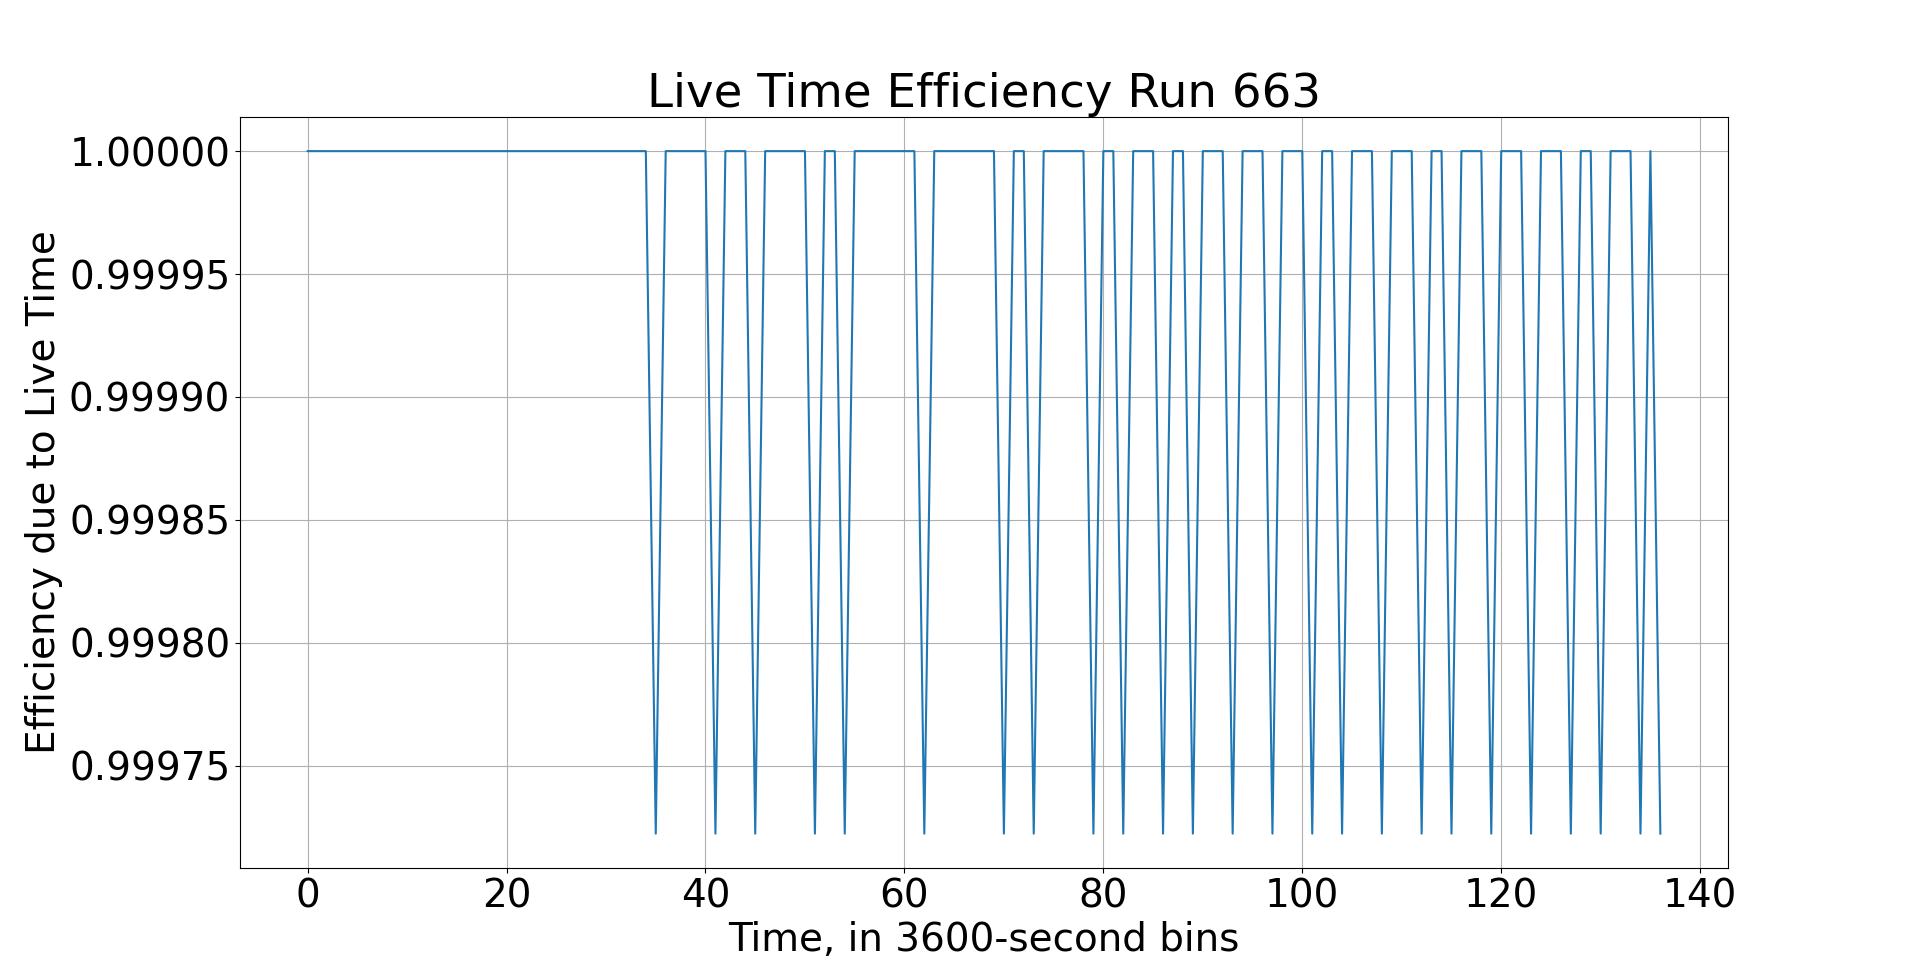 Live Time Efficiency Run 663
Efficiency due to Live Time
1.00000
0.99995
0.99990
0.99985
0.99980
0.99975
0 20 40 60 80 100 120 140
Time, in 3600-second bins